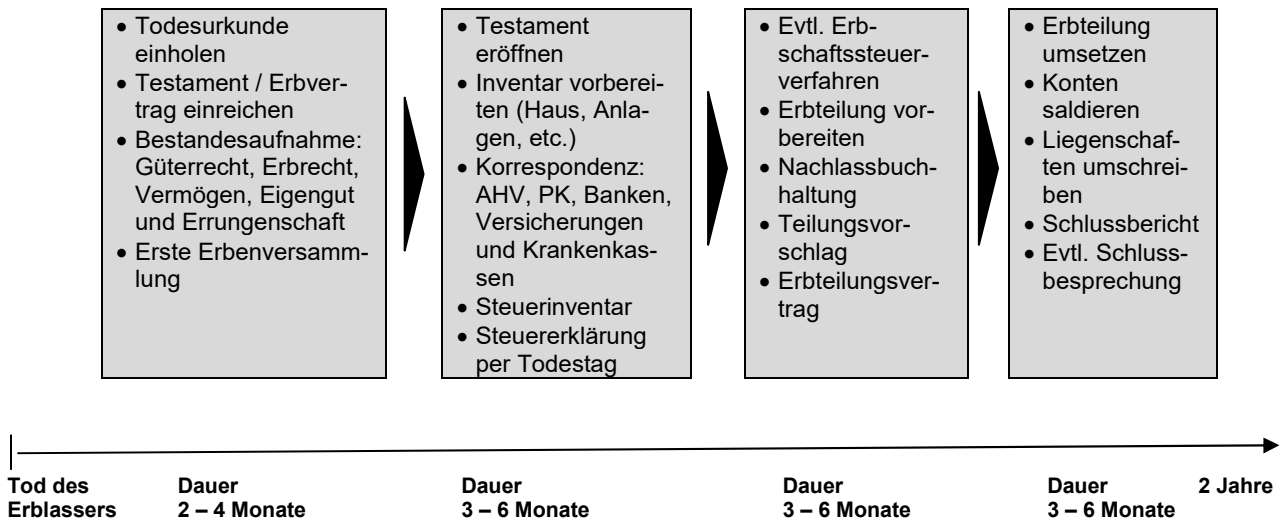 • Todesurkunde
einholen
• Testament / Erbver-
trag einreichen
• Bestandesaufnahme:
Güterrecht, Erbrecht,
Vermögen, Eigengut
und Errungenschaft
• Erste Erbenversamm-
lung
• Testament
eröffnen
• Inventar vorberei-
ten (Haus, Anla-
gen, etc.)
• Korrespondenz:
AHV, PK, Banken,
Versicherungen
und Krankenkas-
sen
• Steuerinventar
• Steuererklärung
per Todestag
• Evtl. Erb-
schaftssteuer-
verfahren
• Erbteilung vor-
bereiten
• Nachlassbuch-
haltung
• Teilungsvor-
schlag
• Erbteilungsver-
trag
• Erbteilung
umsetzen
• Konten
saldieren
• Liegenschaf-
ten umschrei-
ben
• Schlussbericht
• Evtl. Schluss-
besprechung
Tod des
Erblassers
Dauer
2 – 4 Monate
Dauer
3 – 6 Monate
Dauer
3 – 6 Monate
Dauer
3 – 6 Monate
2 Jahre